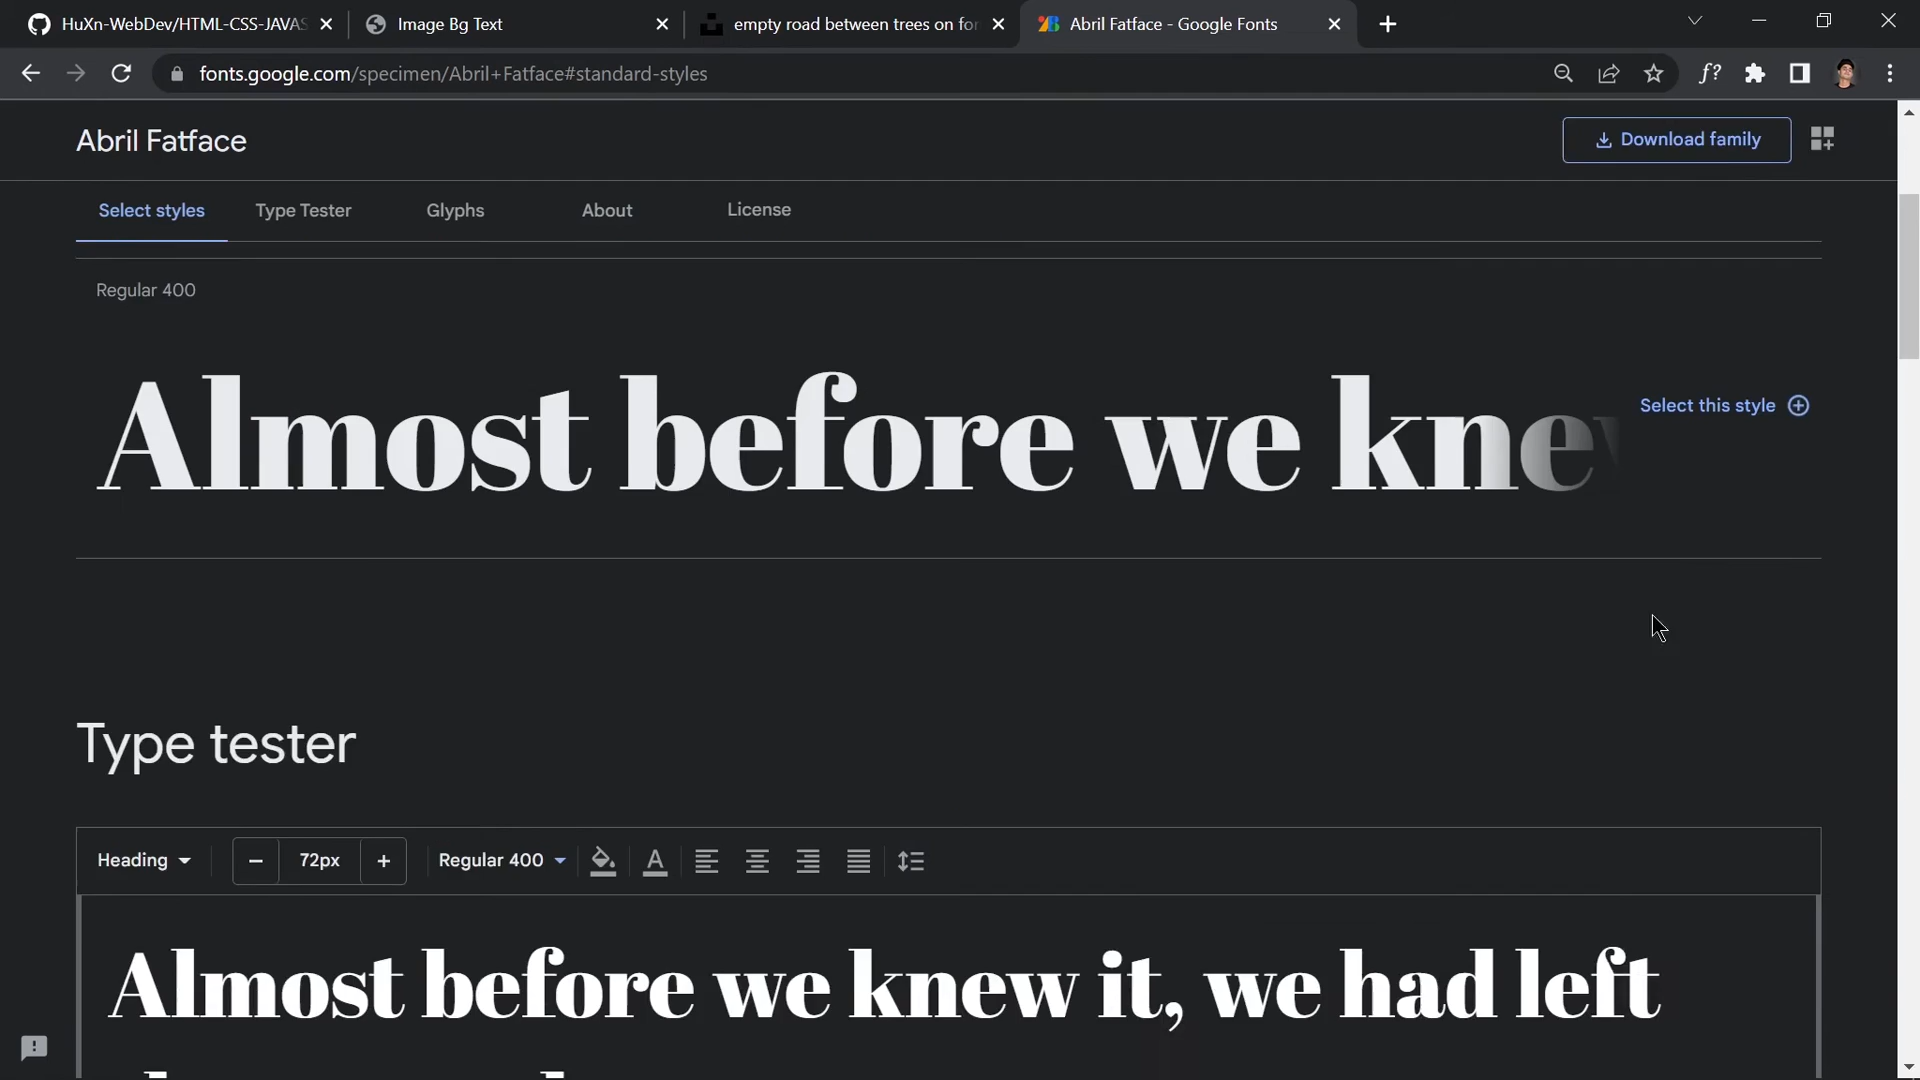 HuXn-WebDev/HTML-CSS-JAVAS
Image Bg Text
empty road between trees on for
Abril Fatface - Google Fonts
fonts.google.com/specimen/Abril+Fatface#standard-styles
f?
Abril Fatface
Download family
Select styles
Type Tester
Glyphs
About
License
Regular 400
Almost before we knew
Select this style
Type tester
Heading
72px
Regular 400
Almost before we knew it, we had left